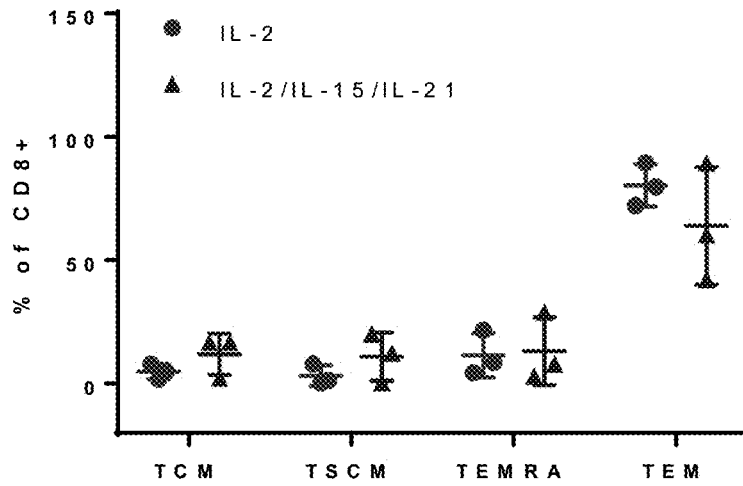 150
IL-2
IL-2/IL-15/IL-21
100
% of CD8+
50
0
TCM TSCM TEMRA TEM